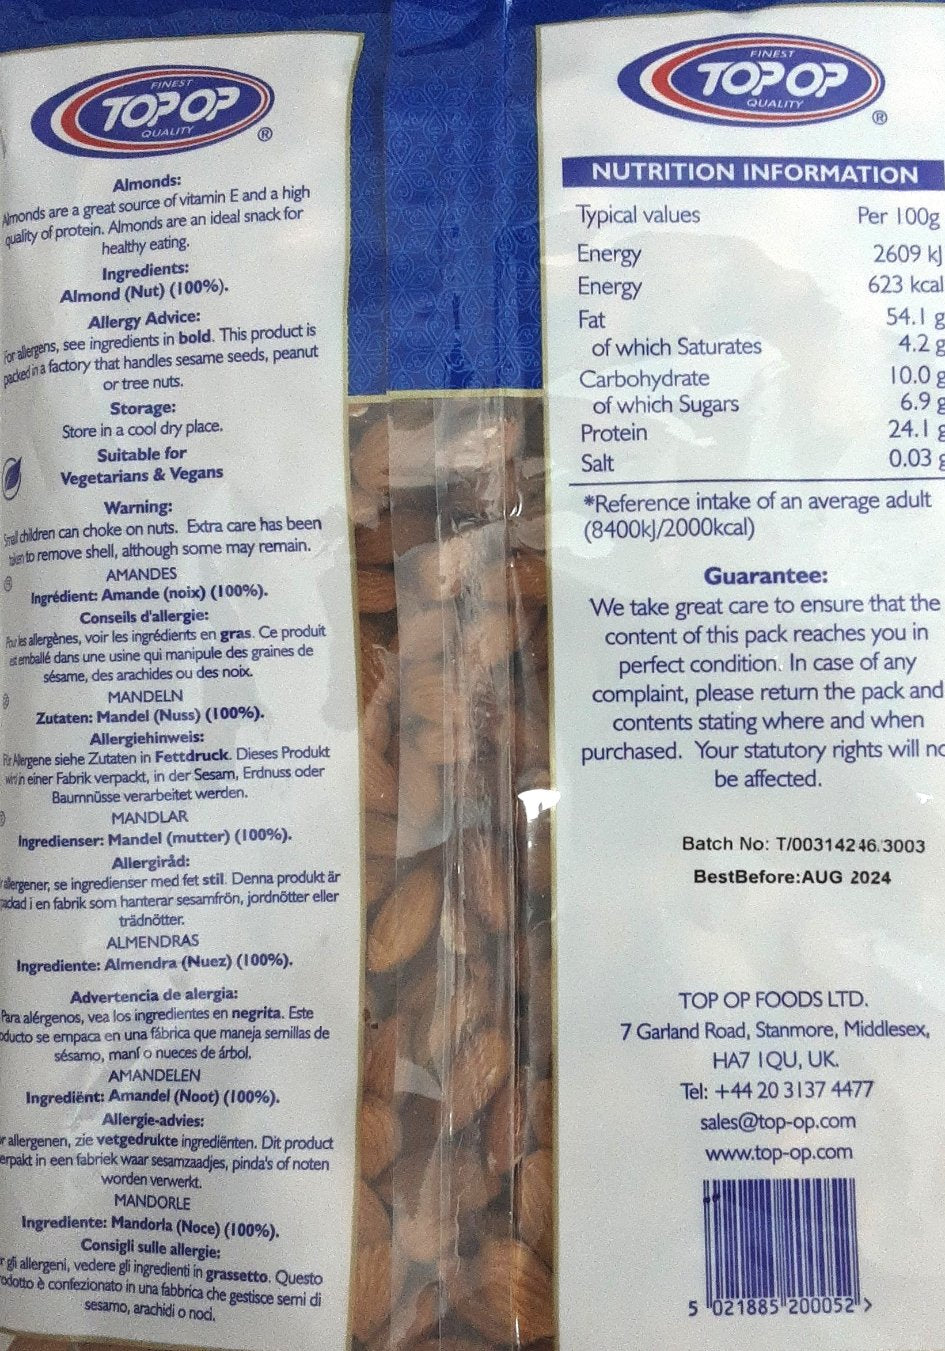 FINEST
TOP OP
QUALITY
®
Almonds:
Almonds are a great source of vitamin E and a high
quality of protein. Almonds are an ideal snack for
healthy eating.
Ingredients:
Almond (Nut) (100%).
Allergy Advice:
For allergens, see ingredients in bold. This product is
packed in a factory that handles sesame seeds, peanut
or tree nuts.
Storage:
Store in a cool dry place.
Suitable for
Vegetarians & Vegans
Warning:
Small children can choke on nuts. Extra care has been
taken to remove shell, although some may remain.
AMANDES
Ingrédient: Amande (noix) (100%).
Conseils d'allergie:
Pour les allergènes, voir les ingrédients en gras. Ce produit
est emballé dans une usine qui manipule des graines de
sésame, des arachides ou des noix.
MANDELN
Zutaten: Mandel (Nuss) (100%).
Allergiehinweis:
Für Allergene siehe Zutaten in Fettdruck. Dieses Produkt
wird in einer Fabrik verpackt, in der Sesam, Erdnuss oder
Baumnüsse verarbeitet werden.
MANDLAR
Ingredienser: Mandel (mutter) (100%).
Allergiråd:
allergener, se ingredienser med fet stil. Denna produkt är
packad i en fabrik som hanterar sesamfrön, jordnötter eller
trädnötter.
ALMENDRAS
Ingrediente: Almendra (Nuez) (100%).
Advertencia de alergia:
Para alérgenos, vea los ingredientes en negrita. Este
oducto se empaca en una fábrica que maneja semillas de
sésamo, maní o nueces de árbol,
AMANDELEN
Ingrediënt: Amandel (Noot) (100%).
Allergie-advies:
r allergenen, zie vetgedrukte ingrediënten. Dit product
erpakt in een fabriek waar sesamzaadjes, pinda's of noten
worden verwerkt.
MANDORLE
Ingrediente: Mandorla (Noce) (100%).
Consigli sulle allergie;
r gli allergeni, vedere gli ingredienti in grassetto. Questo
odotto è confezionato in una fabbrica che gestisce semi di
sesamo, arachidi o noci.
FINEST
TOP OP
QUALITY
®
NUTRITION INFORMATION
Typical values Per 100g
Energy 2609 kJ
Energy 623 kcal
Fat 54.1 g
of which Saturates 4.2 g
Carbohydrate 10.0 g
of which Sugars 6.9 g
Protein 24.1 g
Salt 0.03 g
*Reference intake of an average adult
(8400kJ/2000kcal)
Guarantee:
We take great care to ensure that the
content of this pack reaches you in
perfect condition. In case of any
complaint, please return the pack and
contents stating where and when
purchased. Your statutory rights will no
be affected.
Batch No: T/00314246.3003
BestBefore:AUG 2024
TOP OP FOODS LTD.
7 Garland Road, Stanmore, Middlesex,
HA7 1QU, UK.
Tel: +44 20 3137 4477
sales@top-op.com
www.top-op.com
5 021885 200052 >